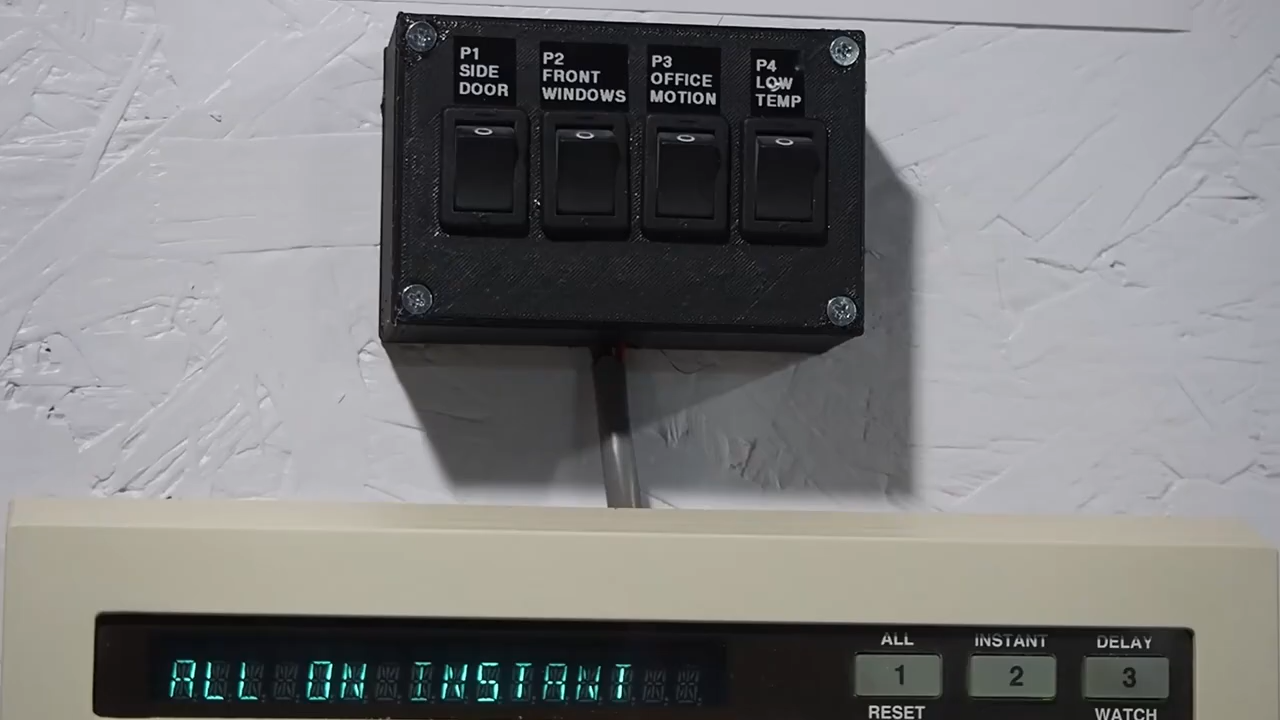 P1
SIDE
DOOR
P2
FRONT
WINDOWS
P3
OFFICE
MOTION
P4
LOW
TEMP
ALL ON INSTANT
ALL INSTANT DELAY
1 2 3
RESET WATCH